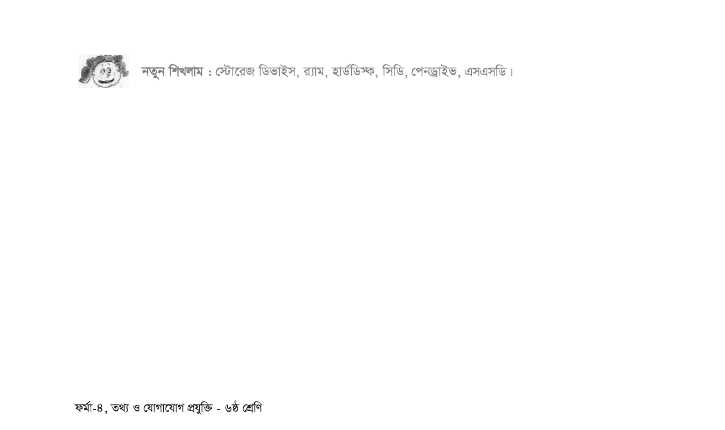 নতুন শিখলাম : স্টোরেজ ডিভাইস, র‍্যাম, হার্ডডিস্ক, সিডি, পেনড্রাইভ, এসএসডি।
ফর্মা-৪, তথ্য ও যোগাযোগ প্রযুক্তি - ৬ষ্ঠ শ্রেণি